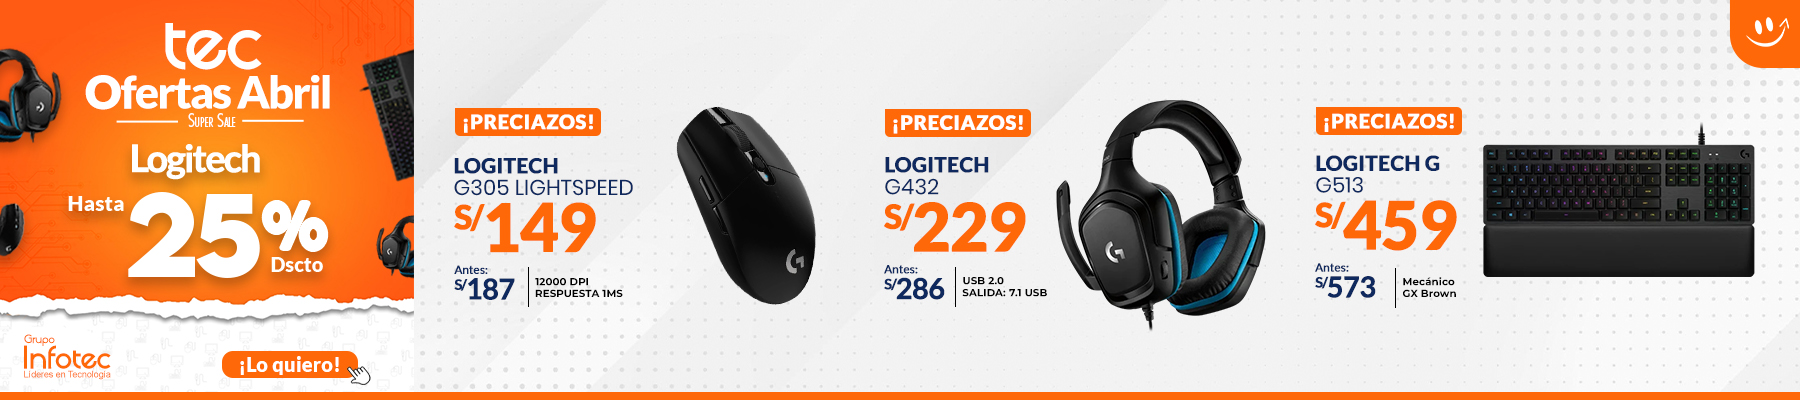 tec
Ofertas Abril
SUPER SALE
Logitech
Hasta
25%
Dscto
Grupo
Infotec
Líderes en Tecnología
¡Lo quiero!
¡PRECIAZOS!
LOGITECH
G305 LIGHTSPEED
S/149
Antes:
S/187
12000 DPI
RESPUESTA 1MS
¡PRECIAZOS!
LOGITECH
G432
S/229
Antes:
S/286
USB 2.0
SALIDA: 7.1 USB
¡PRECIAZOS!
LOGITECH G
G513
S/459
Antes:
S/573
Mecánico
GX Brown